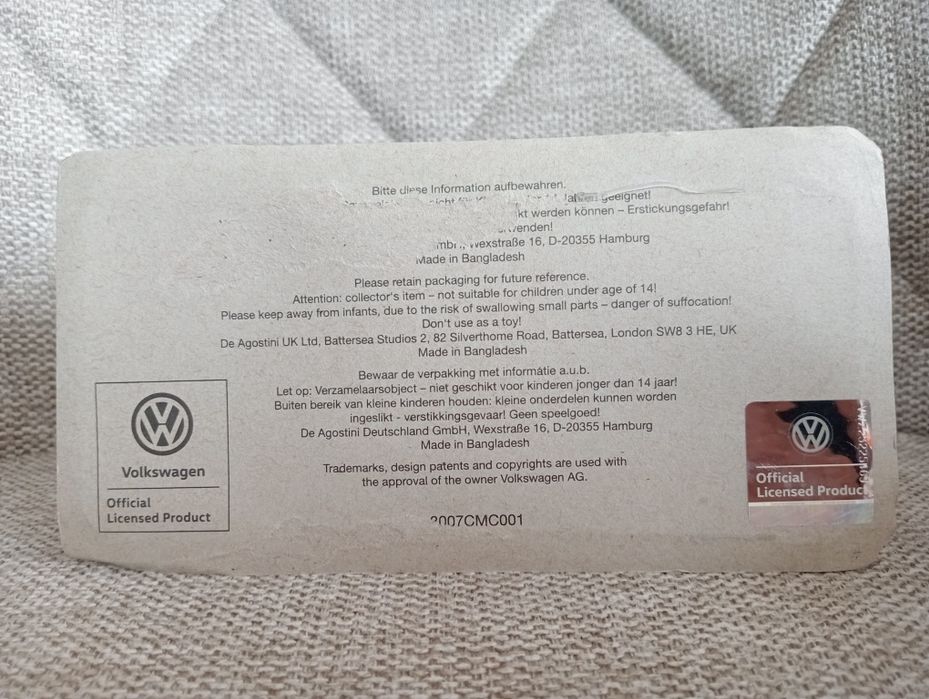 Bitte diese Information aufbewahren.
Jahren geeignet!
kt werden können – Erstickungsgefahr!
wenden!
mbH, Wexstraße 16, D-20355 Hamburg
Made in Bangladesh
Please retain packaging for future reference.
Attention: collector's item – not suitable for children under age of 14!
Please keep away from infants, due to the risk of swallowing small parts – danger of suffocation!
Don't use as a toy!
De Agostini UK Ltd, Battersea Studios 2, 82 Silverthorne Road, Battersea, London SW8 3 HE, UK
Made in Bangladesh
Bewaar de verpakking met informátie a.u.b.
Let op: Verzamelaarsobject – niet geschikt voor kinderen jonger dan 14 jaar!
Buiten bereik van kleine kinderen houden: kleine onderdelen kunnen worden
ingeslikt - verstikkingsgevaar! Geen speelgoed!
De Agostini Deutschland GmbH, Wexstraße 16, D-20355 Hamburg
Made in Bangladesh
Trademarks, design patents and copyrights are used with
the approval of the owner Volkswagen AG.
2007CMC001
Volkswagen
Official
Licensed Product
Official
Licensed Product